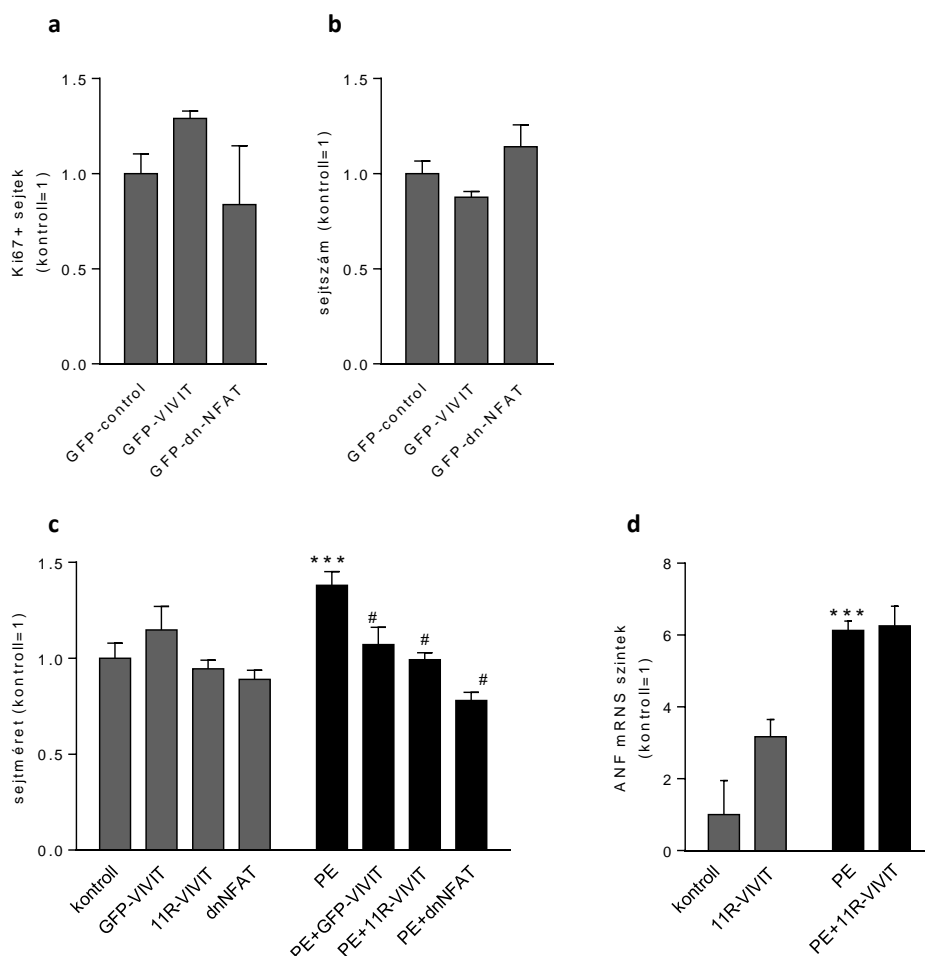 a
Ki67+ sejtek
(kontroll=1)
1.5
1.0
0.5
0.0
GFP-control
GFP-VIVIT
GFP-dn-NFAT
b
sejtszám (kontroll=1)
1.5
1.0
0.5
0.0
GFP-control
GFP-VIVIT
GFP-dn-NFAT
c
sejtméret (kontroll=1)
1.5
1.0
0.5
0.0
***
#
#
#
kontroll
GFP-VIVIT
11R-VIVIT
dnNFAT
PE
PE+GFP-VIVIT
PE+11R-VIVIT
PE+dnNFAT
d
ANF mRNS szintek
(kontroll=1)
8
6
4
2
0
***
kontroll
11R-VIVIT
PE
PE+11R-VIVIT